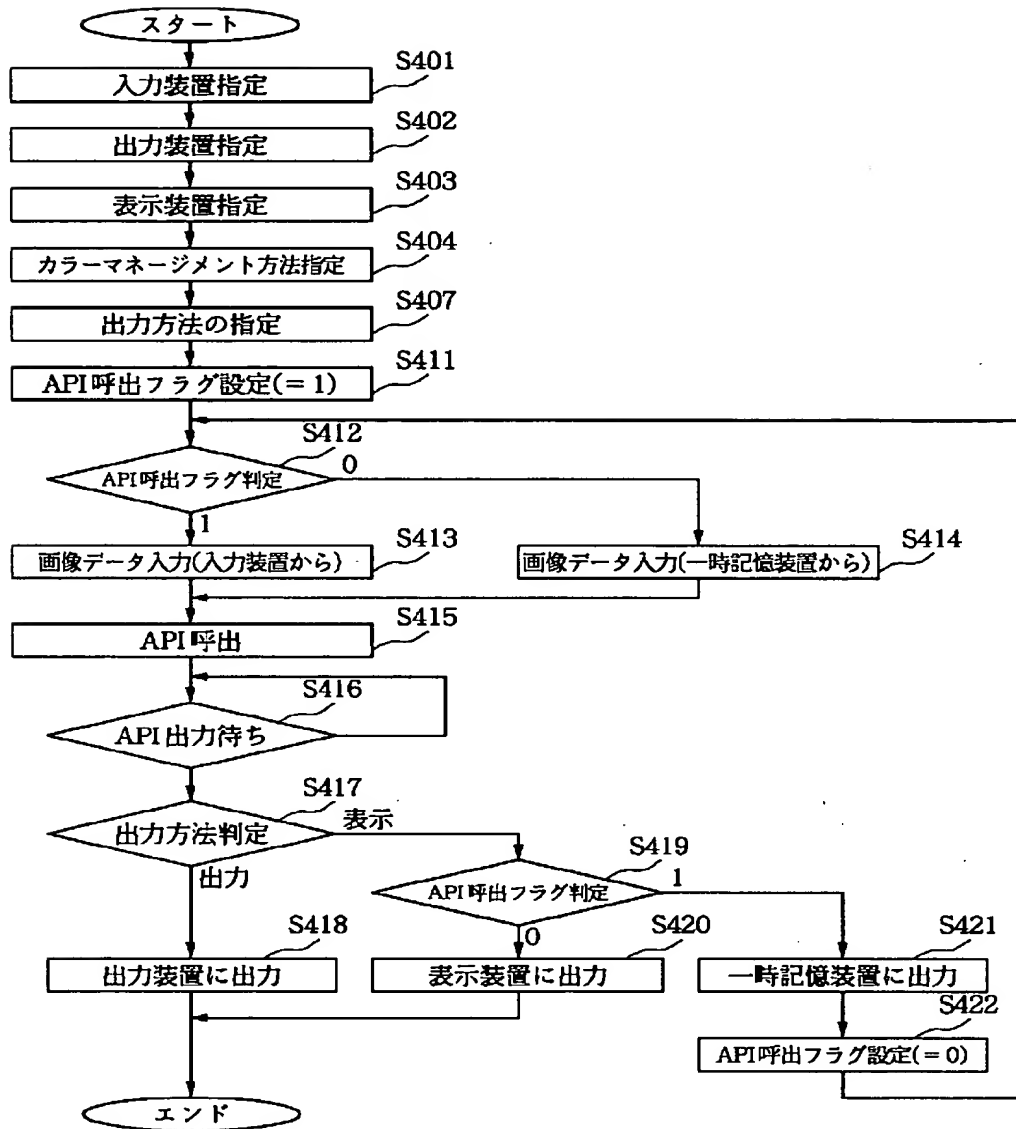 スタート
S401
入力装置指定
S402
出力装置指定
S403
表示装置指定
S404
カラーマネージメント方法指定
S407
出力方法の指定
S411
API呼出フラグ設定(=1)
S412
API呼出フラグ判定
0
1
S413
画像データ入力(入力装置から)
S414
画像データ入力(一時記憶装置から)
S415
API呼出
S416
API出力待ち
S417
出力方法判定
表示
出力
S419
API呼出フラグ判定
1
0
S418
出力装置に出力
S420
表示装置に出力
S421
一時記憶装置に出力
S422
API呼出フラグ設定(=0)
エンド